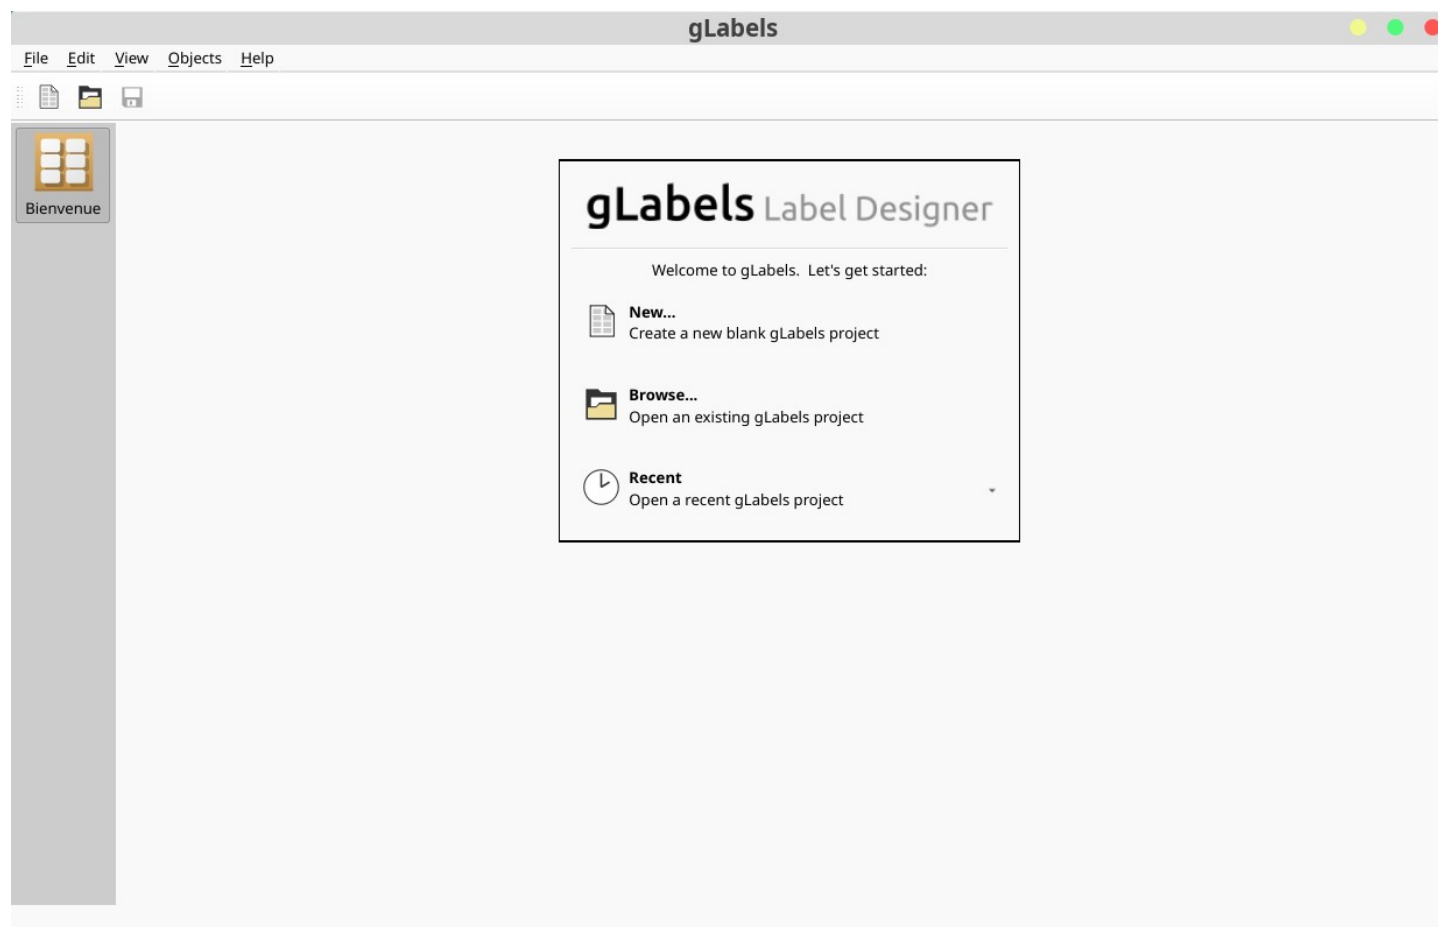 gLabels
File Edit View Objects Help
Bienvenue
gLabels Label Designer
Welcome to gLabels.  Let's get started:
New...
Create a new blank gLabels project
Browse...
Open an existing gLabels project
Recent
Open a recent gLabels project